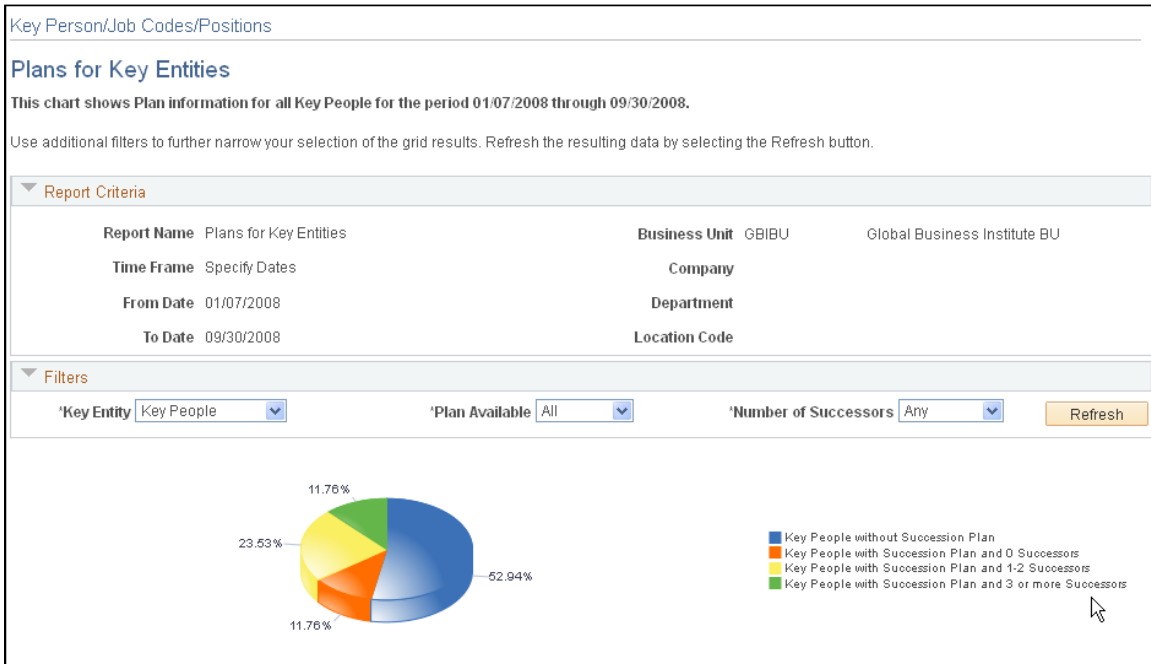 Key Person/Job Codes/Positions
Plans for Key Entities
This chart shows Plan information for all Key People for the period 01/07/2008 through 09/30/2008.
Use additional filters to further narrow your selection of the grid results. Refresh the resulting data by selecting the Refresh button.
Report Criteria
Report Name Plans for Key Entities Business Unit GBIBU Global Business Institute BU
Time Frame Specify Dates Company
From Date 01/07/2008 Department
To Date 09/30/2008 Location Code
Filters
*Key Entity Key People *Plan Available All *Number of Successors Any Refresh
11.76%
23.53%
52.94%
11.76%
Key People without Succession Plan
Key People with Succession Plan and 0 Successors
Key People with Succession Plan and 1-2 Successors
Key People with Succession Plan and 3 or more Successors